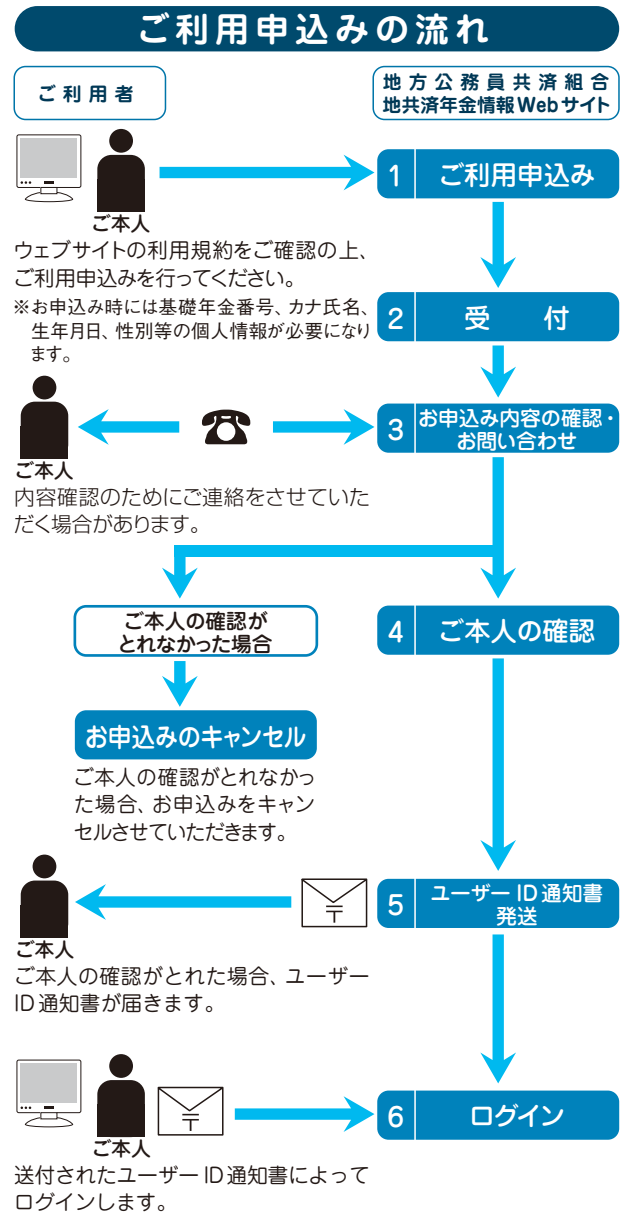 ご利用申込みの流れ
ご利用者
地方公務員共済組合
地共済年金情報Webサイト
1 ご利用申込み
ご本人
ウェブサイトの利用規約をご確認の上、
ご利用申込みを行ってください。
※お申込み時には基礎年金番号、カナ氏名、
生年月日、性別等の個人情報が必要になり
ます。
2 受 付
3 お申込み内容の確認・
お問い合わせ
ご本人
内容確認のためにご連絡をさせていた
だく場合があります。
ご本人の確認が
とれなかった場合
4 ご本人の確認
お申込みのキャンセル
ご本人の確認がとれなかっ
た場合、お申込みをキャン
セルさせていただきます。
〒
5 ユーザーID通知書
発送
ご本人
ご本人の確認がとれた場合、ユーザー
ID通知書が届きます。
〒
6 ログイン
ご本人
送付されたユーザーID通知書によって
ログインします。